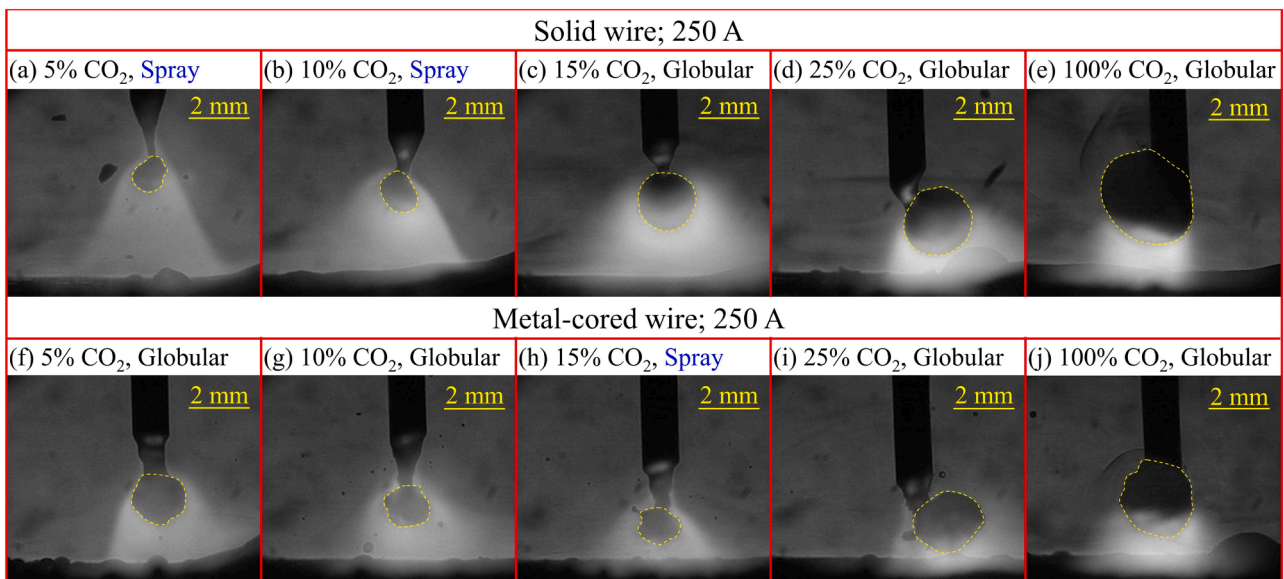 Solid wire; 250 A
(a) 5% CO₂, Spray
(b) 10% CO₂, Spray
(c) 15% CO₂, Globular
(d) 25% CO₂, Globular
(e) 100% CO₂, Globular
2 mm
2 mm
2 mm
2 mm
2 mm
Metal-cored wire; 250 A
(f) 5% CO₂, Globular
(g) 10% CO₂, Globular
(h) 15% CO₂, Spray
(i) 25% CO₂, Globular
(j) 100% CO₂, Globular
2 mm
2 mm
2 mm
2 mm
2 mm